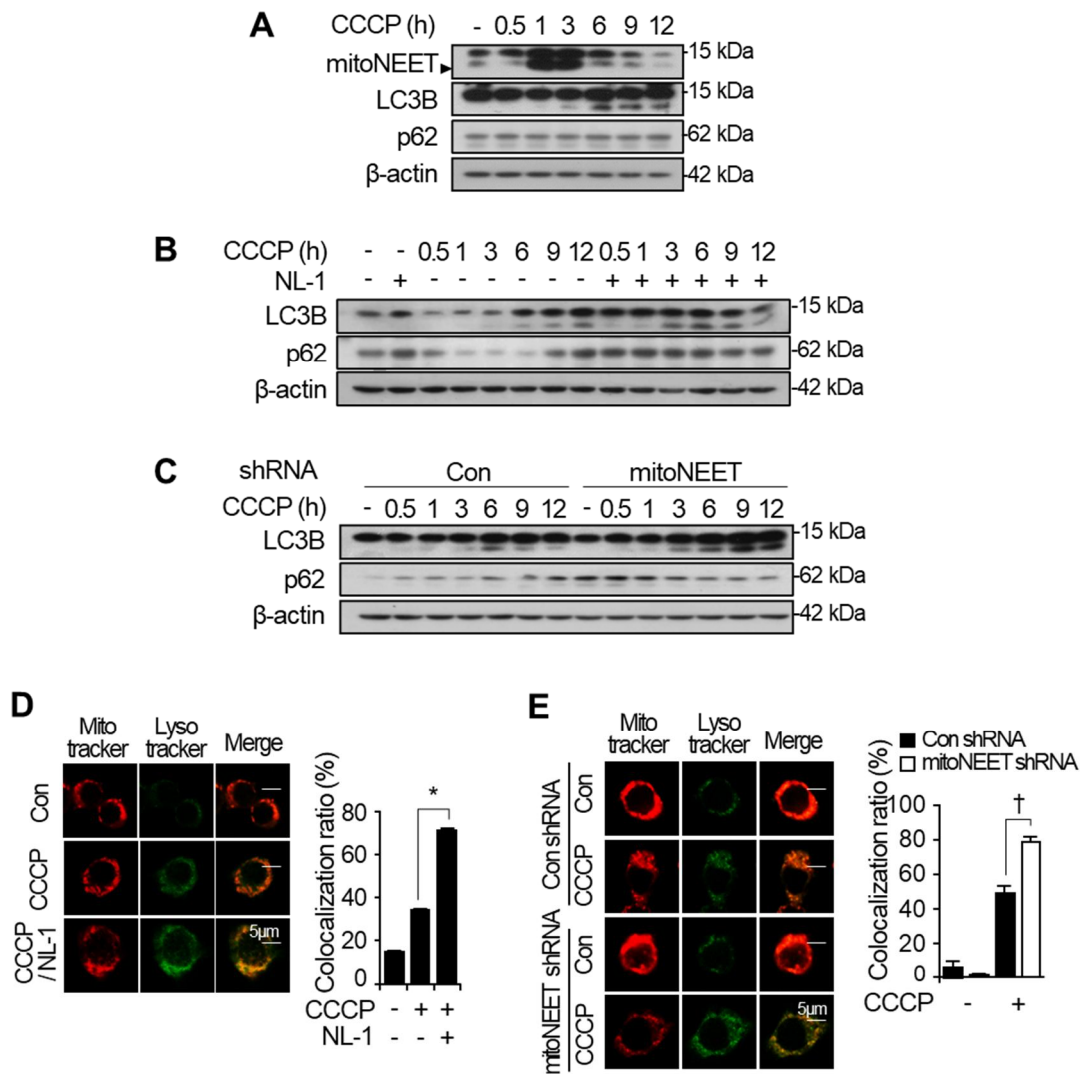 A
CCCP (h) - 0.5 1 3 6 9 12
mitoNEET -15 kDa
LC3B -15 kDa
p62 -62 kDa
β-actin -42 kDa
B
CCCP (h) - - 0.5 1 3 6 9 12 0.5 1 3 6 9 12
NL-1 - + - - - - - - + + + + + +
LC3B -15 kDa
p62 -62 kDa
β-actin -42 kDa
C
shRNA Con mitoNEET
CCCP (h) - 0.5 1 3 6 9 12 - 0.5 1 3 6 9 12
LC3B -15 kDa
p62 -62 kDa
β-actin -42 kDa
D
Mito tracker Lyso tracker Merge
Con
CCCP
CCCP / NL-1
5μm
Colocalization ratio (%)
80
60
40
20
0
*
CCCP - + +
NL-1 - - +
E
Mito tracker Lyso tracker Merge
Con shRNA
Con
CCCP
mitoNEET shRNA
Con
CCCP
5μm
Con shRNA
mitoNEET shRNA
Colocalization ratio (%)
100
80
60
40
20
0
†
CCCP - +